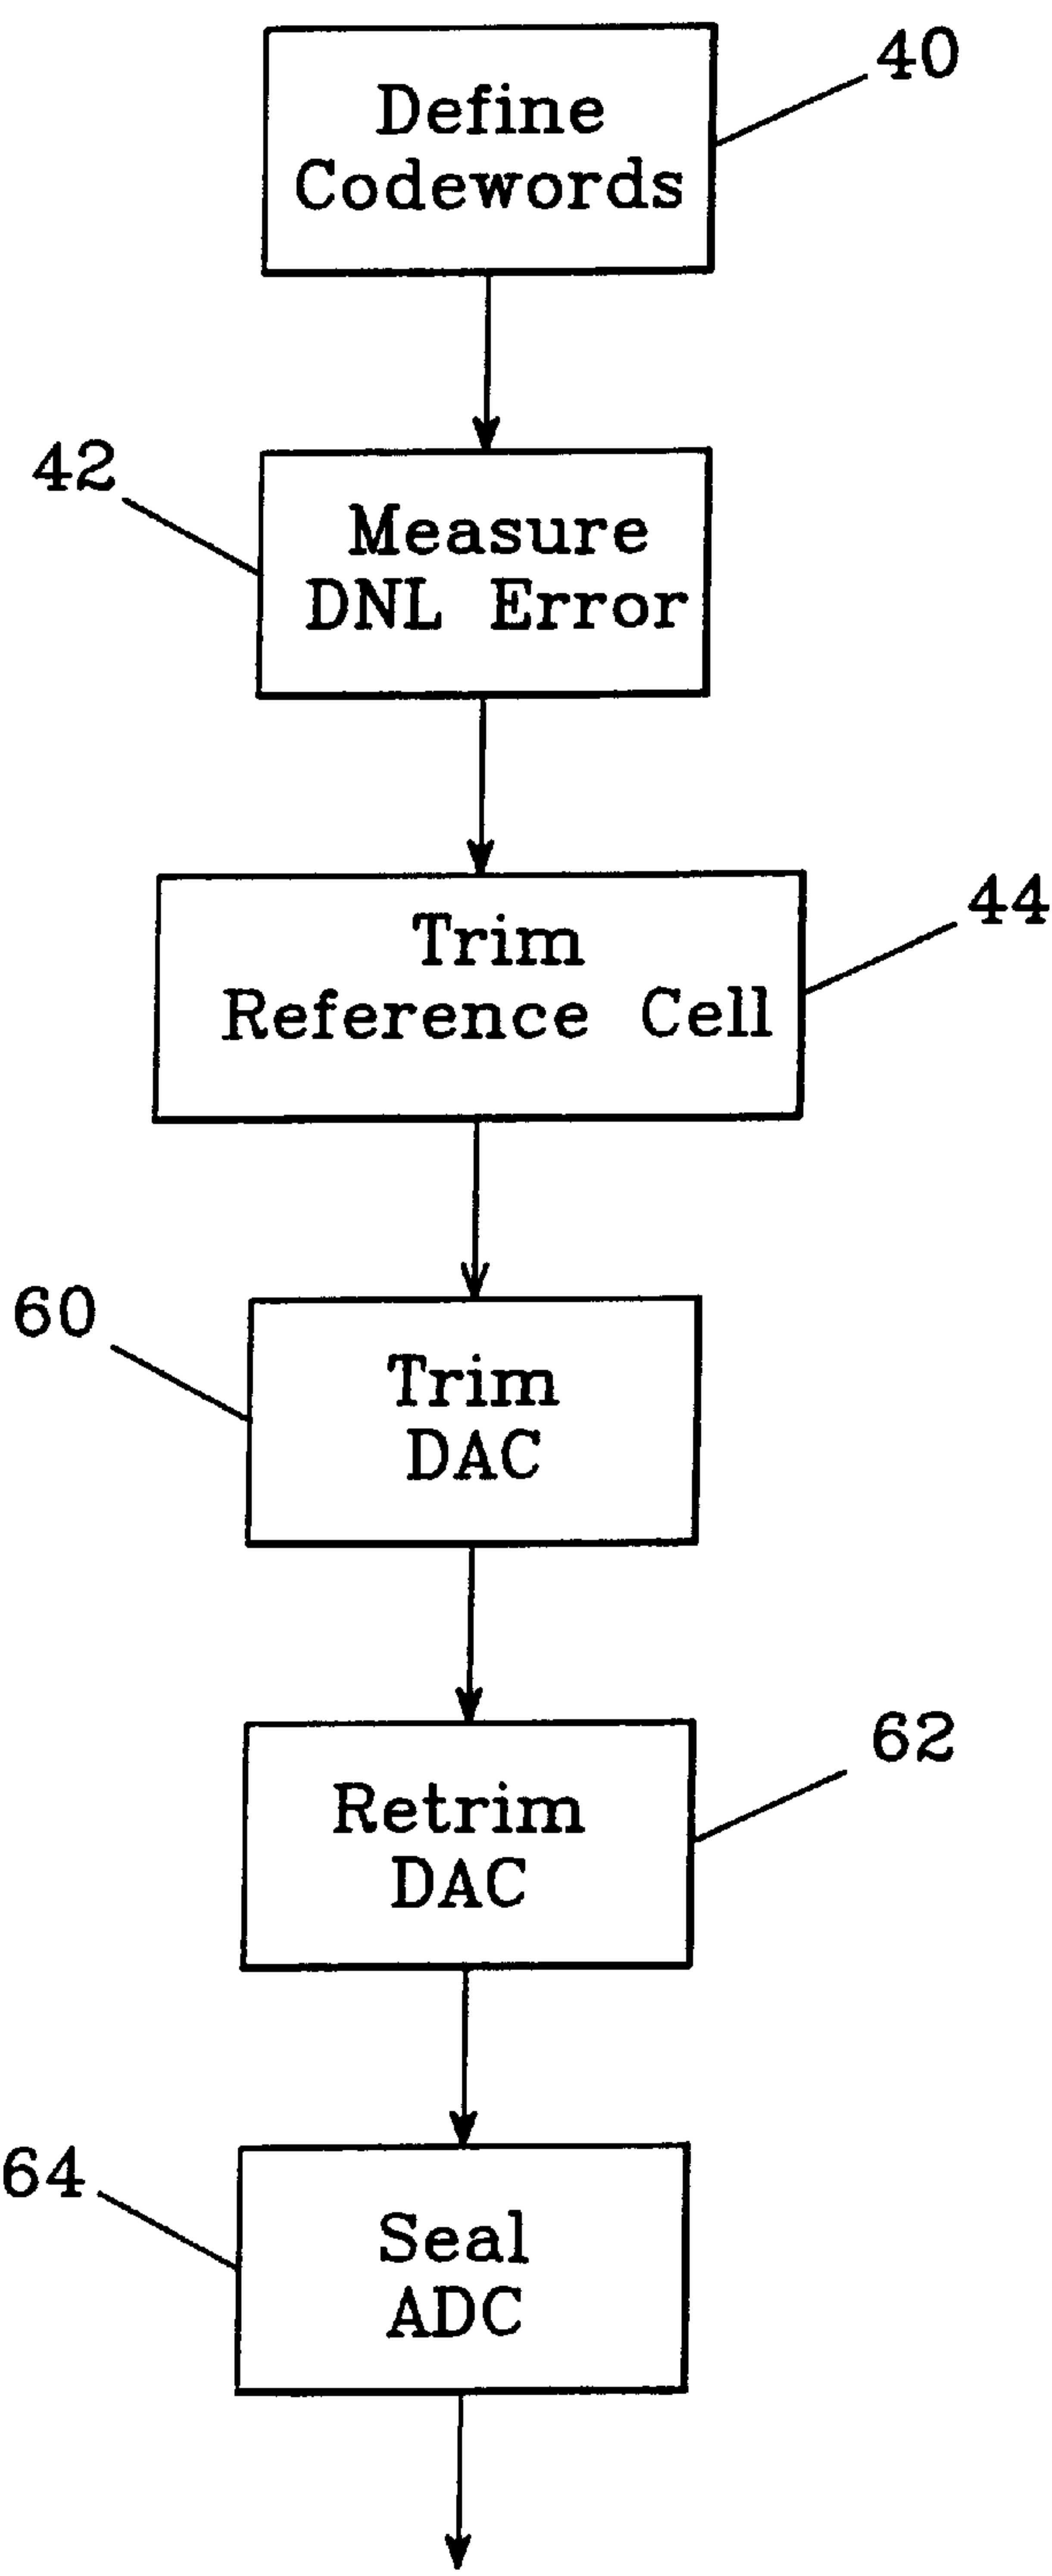 Define
Codewords
40
42
Measure
DNL Error
44
Trim
Reference Cell
60
Trim
DAC
62
Retrim
DAC
64
Seal
ADC